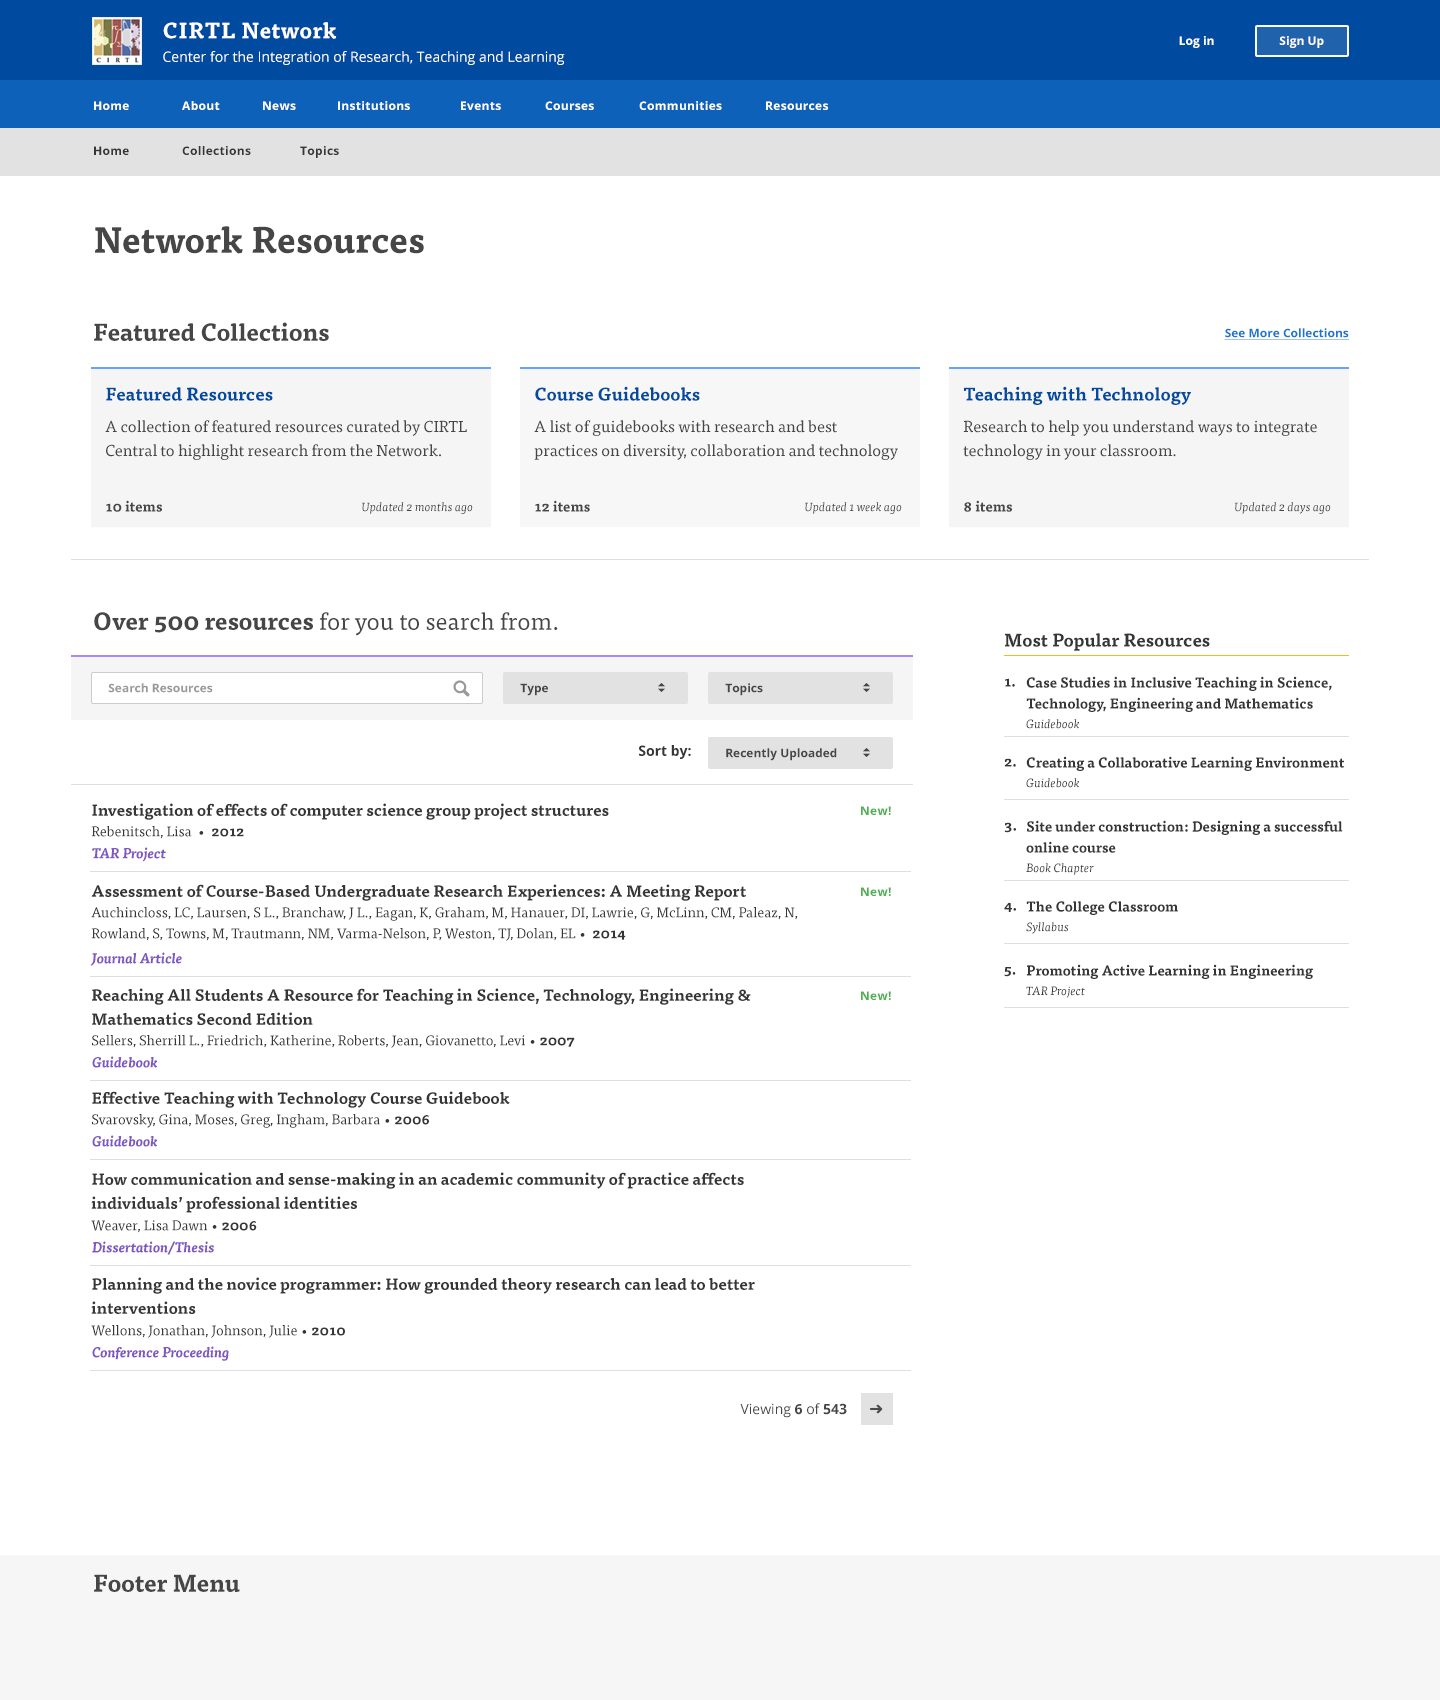 CIRTL
CIRTL Network
Center for the Integration of Research, Teaching and Learning
Log in
Sign Up
Home About News Institutions Events Courses Communities Resources
Home Collections Topics
Network Resources
Featured Collections
See More Collections
Featured Resources
A collection of featured resources curated by CIRTL
Central to highlight research from the Network.
10 items
Updated 2 months ago
Course Guidebooks
A list of guidebooks with research and best
practices on diversity, collaboration and technology
12 items
Updated 1 week ago
Teaching with Technology
Research to help you understand ways to integrate
technology in your classroom.
8 items
Updated 2 days ago
Over 500 resources for you to search from.
Search Resources
Type
Topics
Sort by:
Recently Uploaded
Investigation of effects of computer science group project structures
New!
Rebenitsch, Lisa • 2012
TAR Project
Assessment of Course-Based Undergraduate Research Experiences: A Meeting Report
New!
Auchincloss, LC, Laursen, S L., Branchaw, J L., Eagan, K, Graham, M, Hanauer, DI, Lawrie, G, McLinn, CM, Paleaz, N,
Rowland, S, Towns, M, Trautmann, NM, Varma-Nelson, P, Weston, TJ, Dolan, EL • 2014
Journal Article
Reaching All Students A Resource for Teaching in Science, Technology, Engineering &
New!
Mathematics Second Edition
Sellers, Sherrill L., Friedrich, Katherine, Roberts, Jean, Giovanetto, Levi • 2007
Guidebook
Effective Teaching with Technology Course Guidebook
Svarovsky, Gina, Moses, Greg, Ingham, Barbara • 2006
Guidebook
How communication and sense-making in an academic community of practice affects
individuals’ professional identities
Weaver, Lisa Dawn • 2006
Dissertation/Thesis
Planning and the novice programmer: How grounded theory research can lead to better
interventions
Wellons, Jonathan, Johnson, Julie • 2010
Conference Proceeding
Viewing 6 of 543 ➔
Most Popular Resources
1. Case Studies in Inclusive Teaching in Science,
Technology, Engineering and Mathematics
Guidebook
2. Creating a Collaborative Learning Environment
Guidebook
3. Site under construction: Designing a successful
online course
Book Chapter
4. The College Classroom
Syllabus
5. Promoting Active Learning in Engineering
TAR Project
Footer Menu